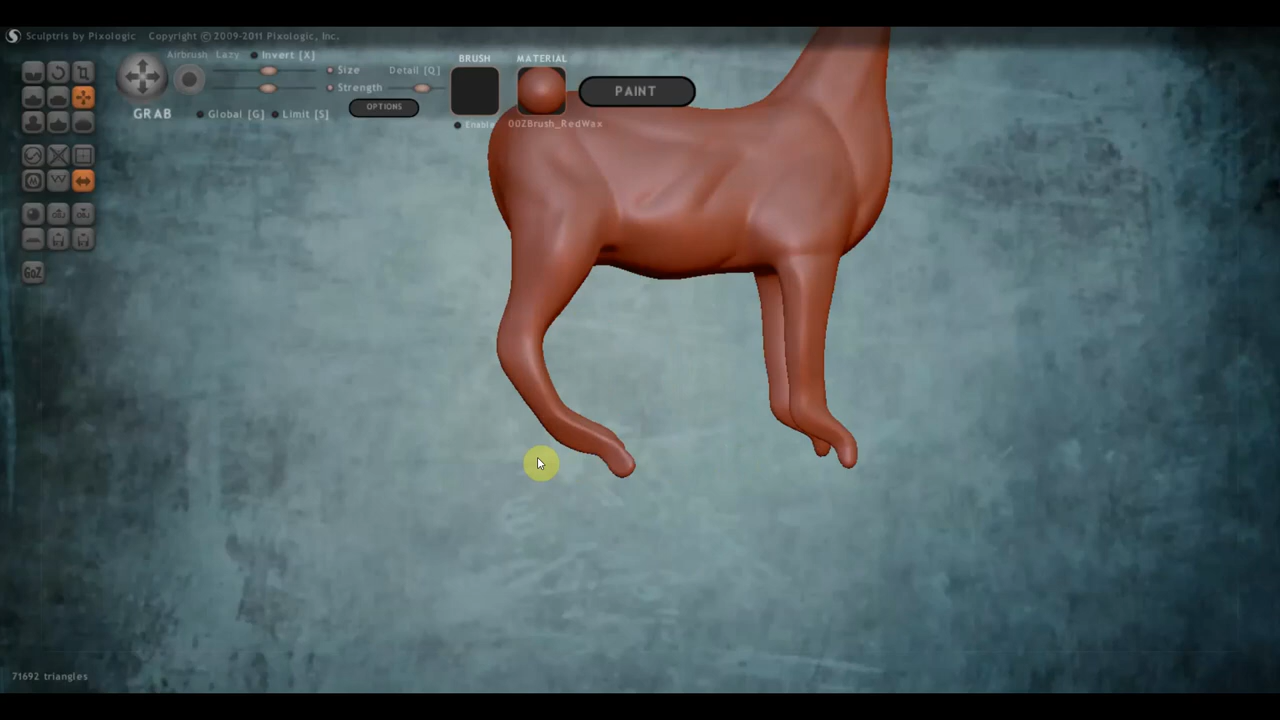 Sculptris by Pixologic Copyright ©2009-2011 Pixologic, Inc.
Airbrush Lazy Invert [X]
Size Detail [Q]
Strength
OPTIONS
GRAB Global [G] Limit [S]
BRUSH MATERIAL
PAINT
Enable 00ZBrush_RedWax
GoZ
71692 triangles